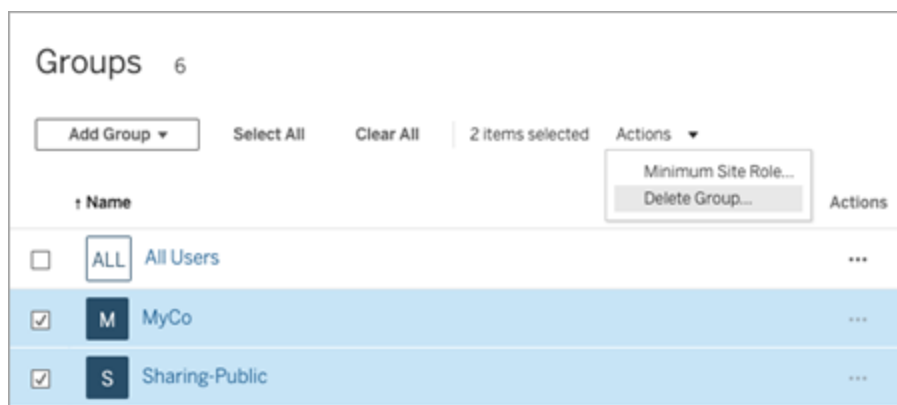 Groups 6
Add Group Select All Clear All 2 items selected Actions
Minimum Site Role...
Delete Group...
↑ Name Actions
ALL All Users ...
M MyCo ...
S Sharing-Public ...